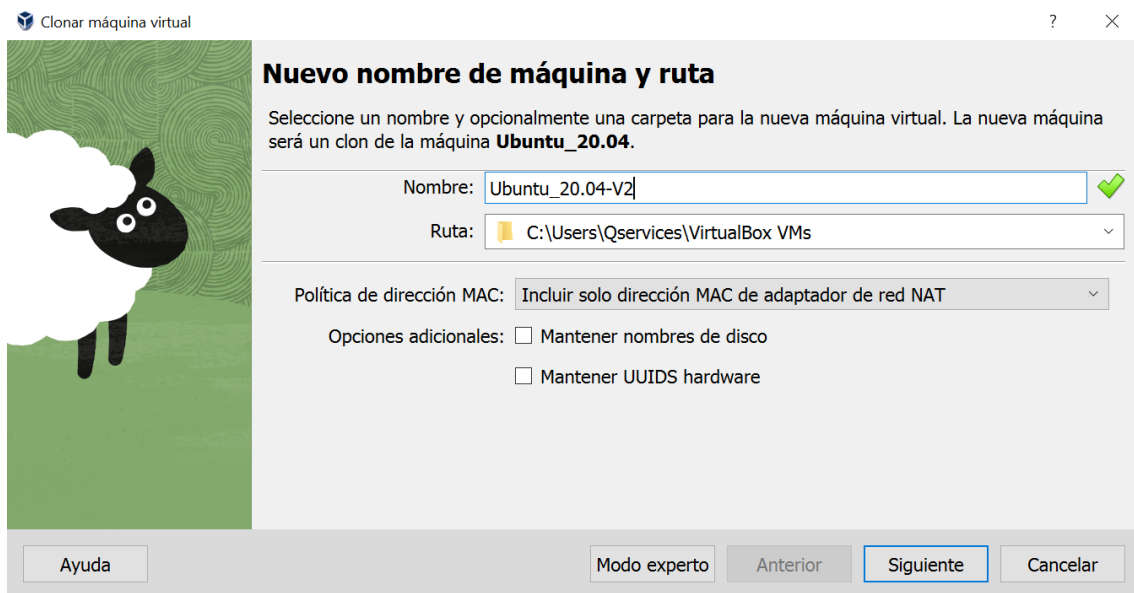 Clonar máquina virtual
?
Nuevo nombre de máquina y ruta
Seleccione un nombre y opcionalmente una carpeta para la nueva máquina virtual. La nueva máquina
será un clon de la máquina Ubuntu_20.04.
Nombre: Ubuntu_20.04-V2
Ruta: C:\Users\Qservices\VirtualBox VMs
Política de dirección MAC: Incluir solo dirección MAC de adaptador de red NAT
Opciones adicionales: Mantener nombres de disco
Mantener UUIDS hardware
Ayuda Modo experto Anterior Siguiente Cancelar